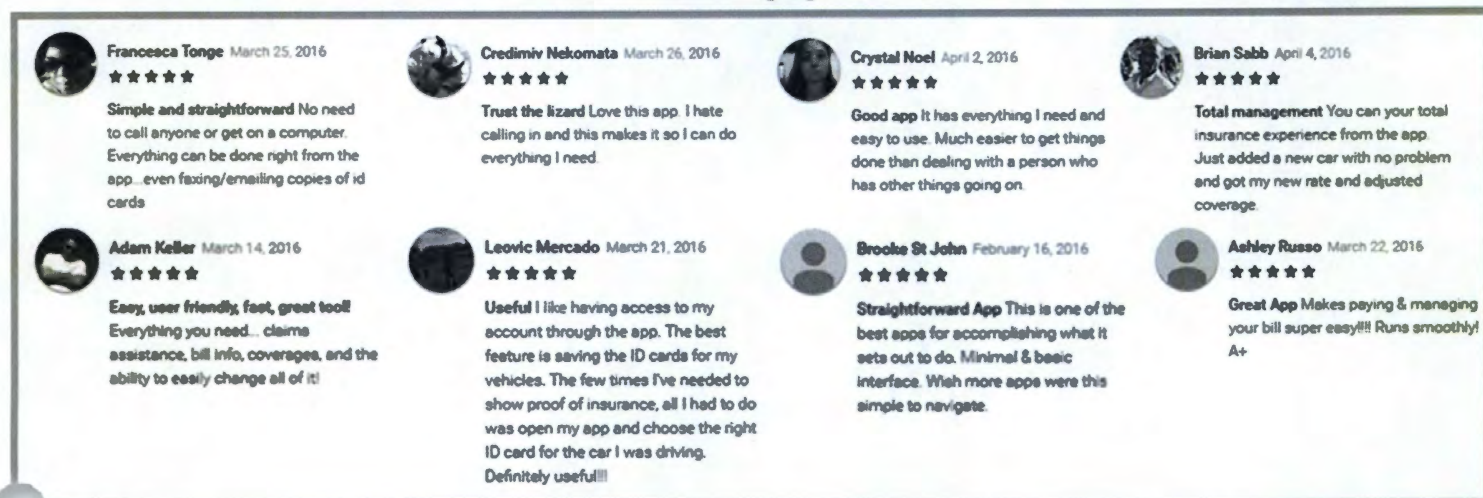 Francesca Tonge March 25, 2016
Simple and straightforward No need
to call anyone or get on a computer.
Everything can be done right from the
app...even faxing/emailing copies of id
cards
Credimiv Nekomata March 26, 2016
Trust the lizard Love this app. I hate
calling in and this makes it so I can do
everything I need.
Crystal Noel April 2, 2016
Good app It has everything I need and
easy to use. Much easier to get things
done than dealing with a person who
has other things going on.
Brian Sabb April 4, 2016
Total management You can your total
insurance experience from the app.
Just added a new car with no problem
and got my new rate and adjusted
coverage.
Adam Keller March 14, 2016
Easy, user friendly, fast, great tool!
Everything you need... claims
assistance, bill info, coverages, and the
ability to easily change all of it!
Leovic Mercado March 21, 2016
Useful I like having access to my
account through the app. The best
feature is saving the ID cards for my
vehicles. The few times I've needed to
show proof of insurance, all I had to do
was open my app and choose the right
ID card for the car I was driving.
Definitely useful!!!
Brooke St John February 16, 2016
Straightforward App This is one of the
best apps for accomplishing what it
sets out to do. Minimal & basic
interface. Wish more apps were this
simple to navigate.
Ashley Russo March 22, 2016
Great App Makes paying & managing
your bill super easy!!!! Runs smoothly!
A+